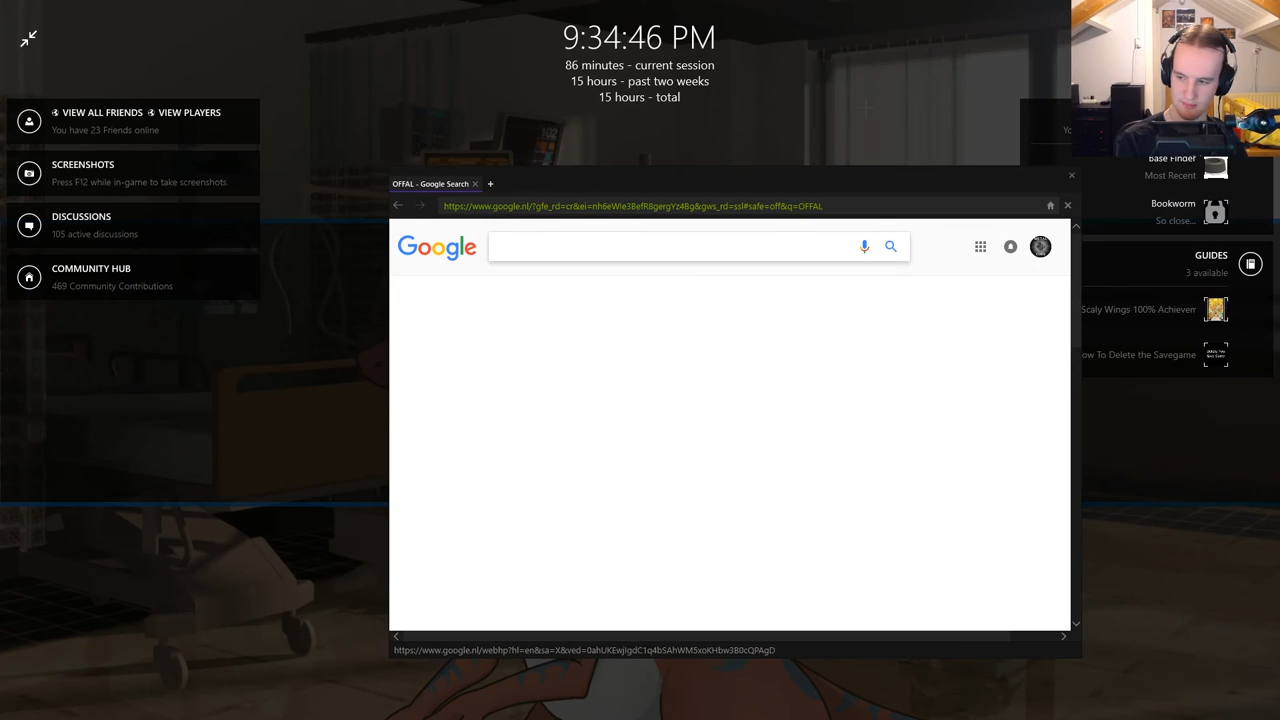 9:34:46 PM
86 minutes - current session
15 hours - past two weeks
15 hours - total
VIEW ALL FRIENDS VIEW PLAYERS
You have 23 Friends online
SCREENSHOTS
Press F12 while in-game to take screenshots.
DISCUSSIONS
105 active discussions
COMMUNITY HUB
469 Community Contributions
OFFAL - Google Search
Google
Base Finder
Most Recent
Bookworm
So close...
GUIDES
3 available
Scaly Wings 100% Achievem
ow To Delete the Savegame
102